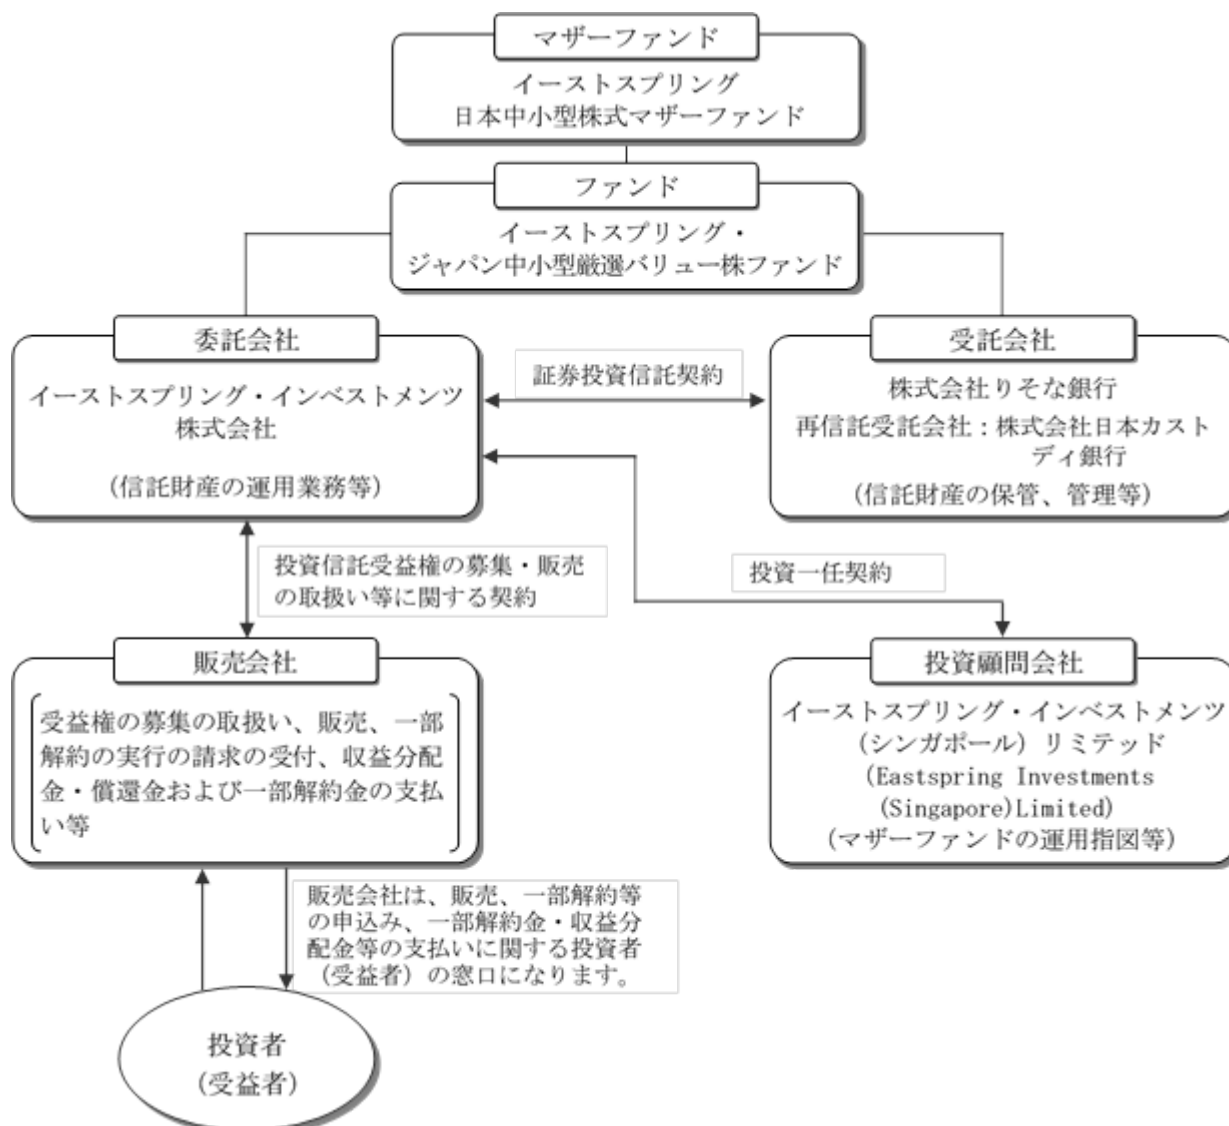 マザーファンド
イーストスプリング
日本中小型株式マザーファンド
ファンド
イーストスプリング・
ジャパン中小型厳選バリュー株ファンド
委託会社
イーストスプリング・インベストメンツ
株式会社
(信託財産の運用業務等)
証券投資信託契約
受託会社
株式会社りそな銀行
再信託受託会社：株式会社日本カスト
ディ銀行
(信託財産の保管、管理等)
投資信託受益権の募集・販売
の取扱い等に関する契約
投資一任契約
販売会社
受益権の募集の取扱い、販売、一部
解約の実行の請求の受付、収益分配
金・償還金および一部解約金の支払
い等
投資顧問会社
イーストスプリング・インベストメンツ
(シンガポール) リミテッド
(Eastspring Investments
(Singapore)Limited)
(マザーファンドの運用指図等)
販売会社は、販売、一部解約等
の申込み、一部解約金・収益分
配金等の支払いに関する投資者
(受益者) の窓口になります。
投資者
(受益者)